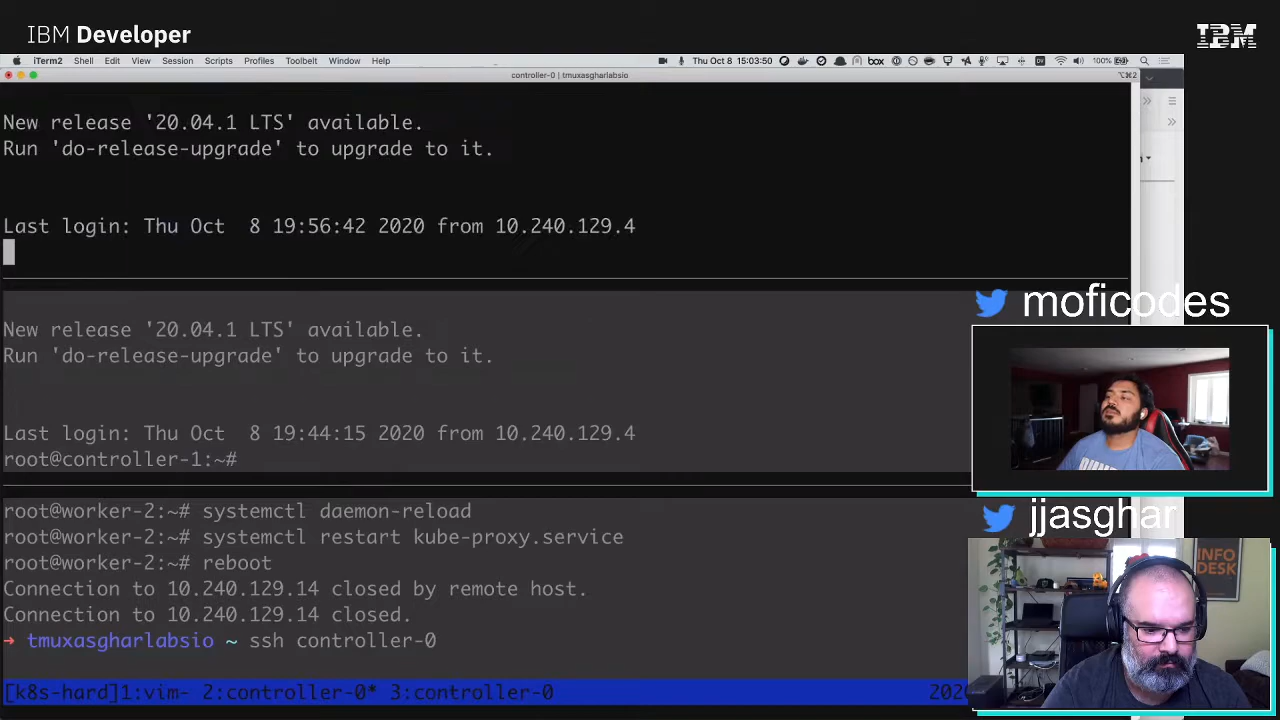 IBM Developer
IBM
iTerm2 Shell Edit View Session Scripts Profiles Toolbelt Window Help
box
Thu Oct 8 15:03:50
100%
controller-0 | tmuxasgharlabsio
⌥⌘2
New release '20.04.1 LTS' available.
Run 'do-release-upgrade' to upgrade to it.
Last login: Thu Oct 8 19:56:42 2020 from 10.240.129.4
New release '20.04.1 LTS' available.
Run 'do-release-upgrade' to upgrade to it.
Last login: Thu Oct 8 19:44:15 2020 from 10.240.129.4
root@controller-1:~#
root@worker-2:~# systemctl daemon-reload
root@worker-2:~# systemctl restart kube-proxy.service
root@worker-2:~# reboot
Connection to 10.240.129.14 closed by remote host.
Connection to 10.240.129.14 closed.
→ tmuxasgharlabsio ~ ssh controller-0
[k8s-hard]1:vim- 2:controller-0* 3:controller-0
202
moficodes
jjasghar
INFO
DESK